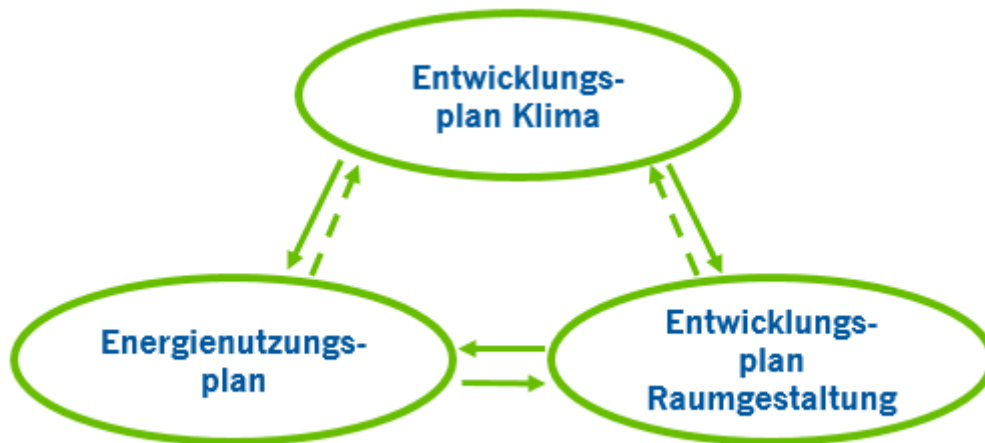 Entwicklungs-
plan Klima
Energienutzungs-
plan
Entwicklungs-
plan
Raumgestaltung